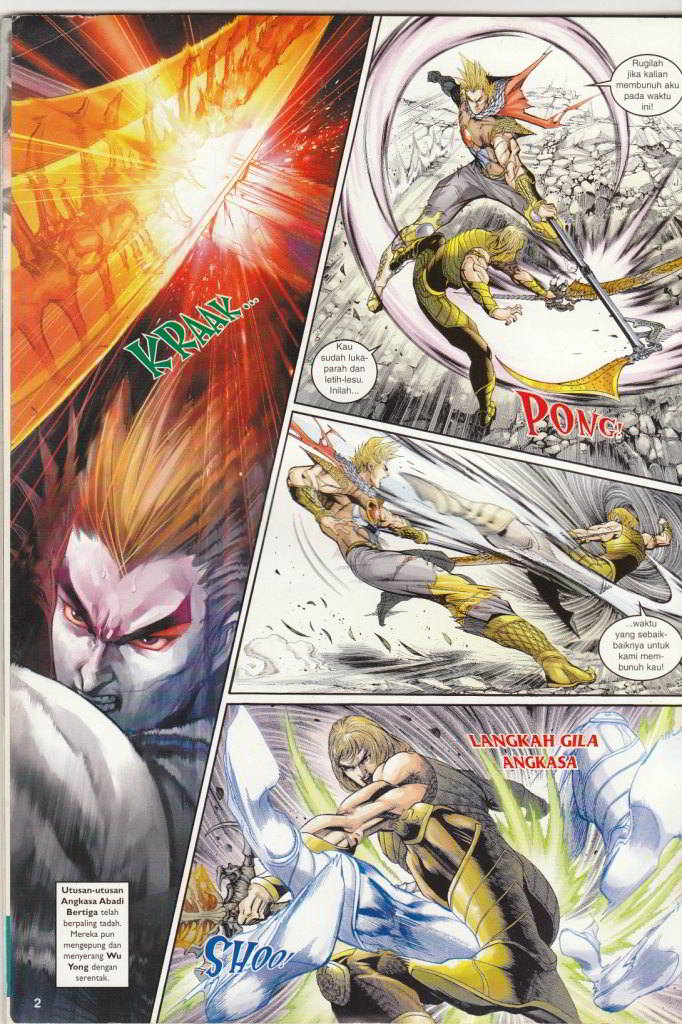 KRAAK...
Rugilah
jika kalian
membunuh aku
pada waktu
ini!
Kau
sudah luka-
parah dan
letih-lesu.
Inilah...
PONG!
...waktu
yang sebaik-
baiknya untuk
kami mem-
bunuh kau!
LANGKAH GILA
ANGKASA
SHOO!
Utusan-utusan
Angkasa Abadi
Bertiga telah
berpaling tadah.
Mereka pun
mengepung dan
menyerang Wu
Yong dengan
serentak.
2